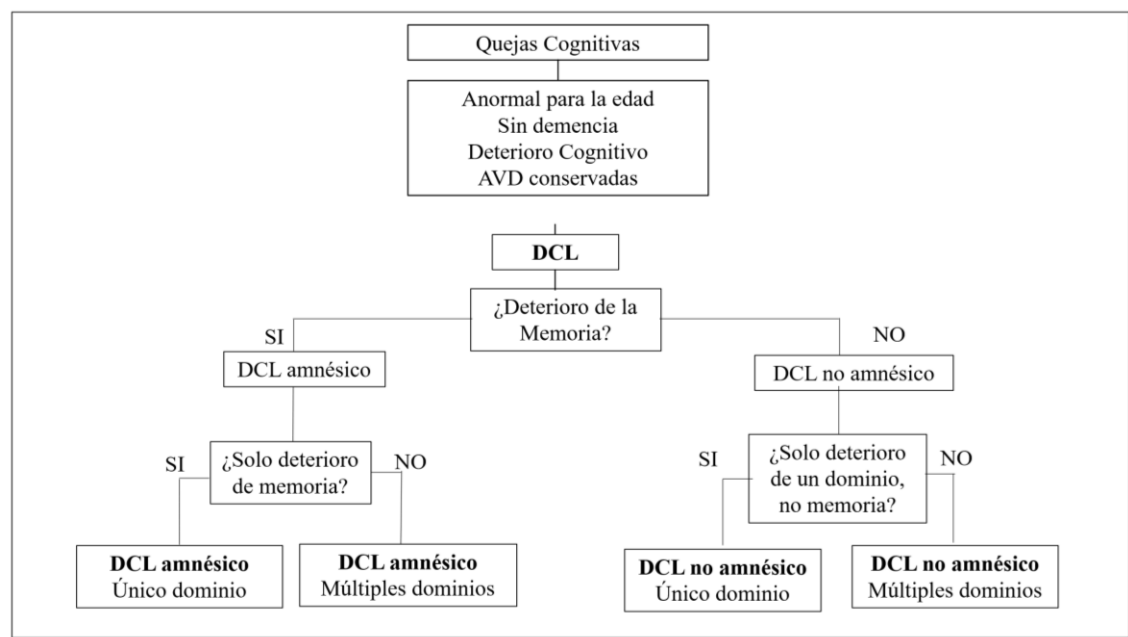 Quejas Cognitivas
Anormal para la edad
Sin demencia
Deterioro Cognitivo
AVD conservadas
DCL
¿Deterioro de la
Memoria?
SI
NO
DCL amnésico
DCL no amnésico
SI
¿Solo deterioro
de memoria?
NO
SI
¿Solo deterioro
de un dominio,
no memoria?
NO
DCL amnésico
Único dominio
DCL amnésico
Múltiples dominios
DCL no amnésico
Único dominio
DCL no amnésico
Múltiples dominios